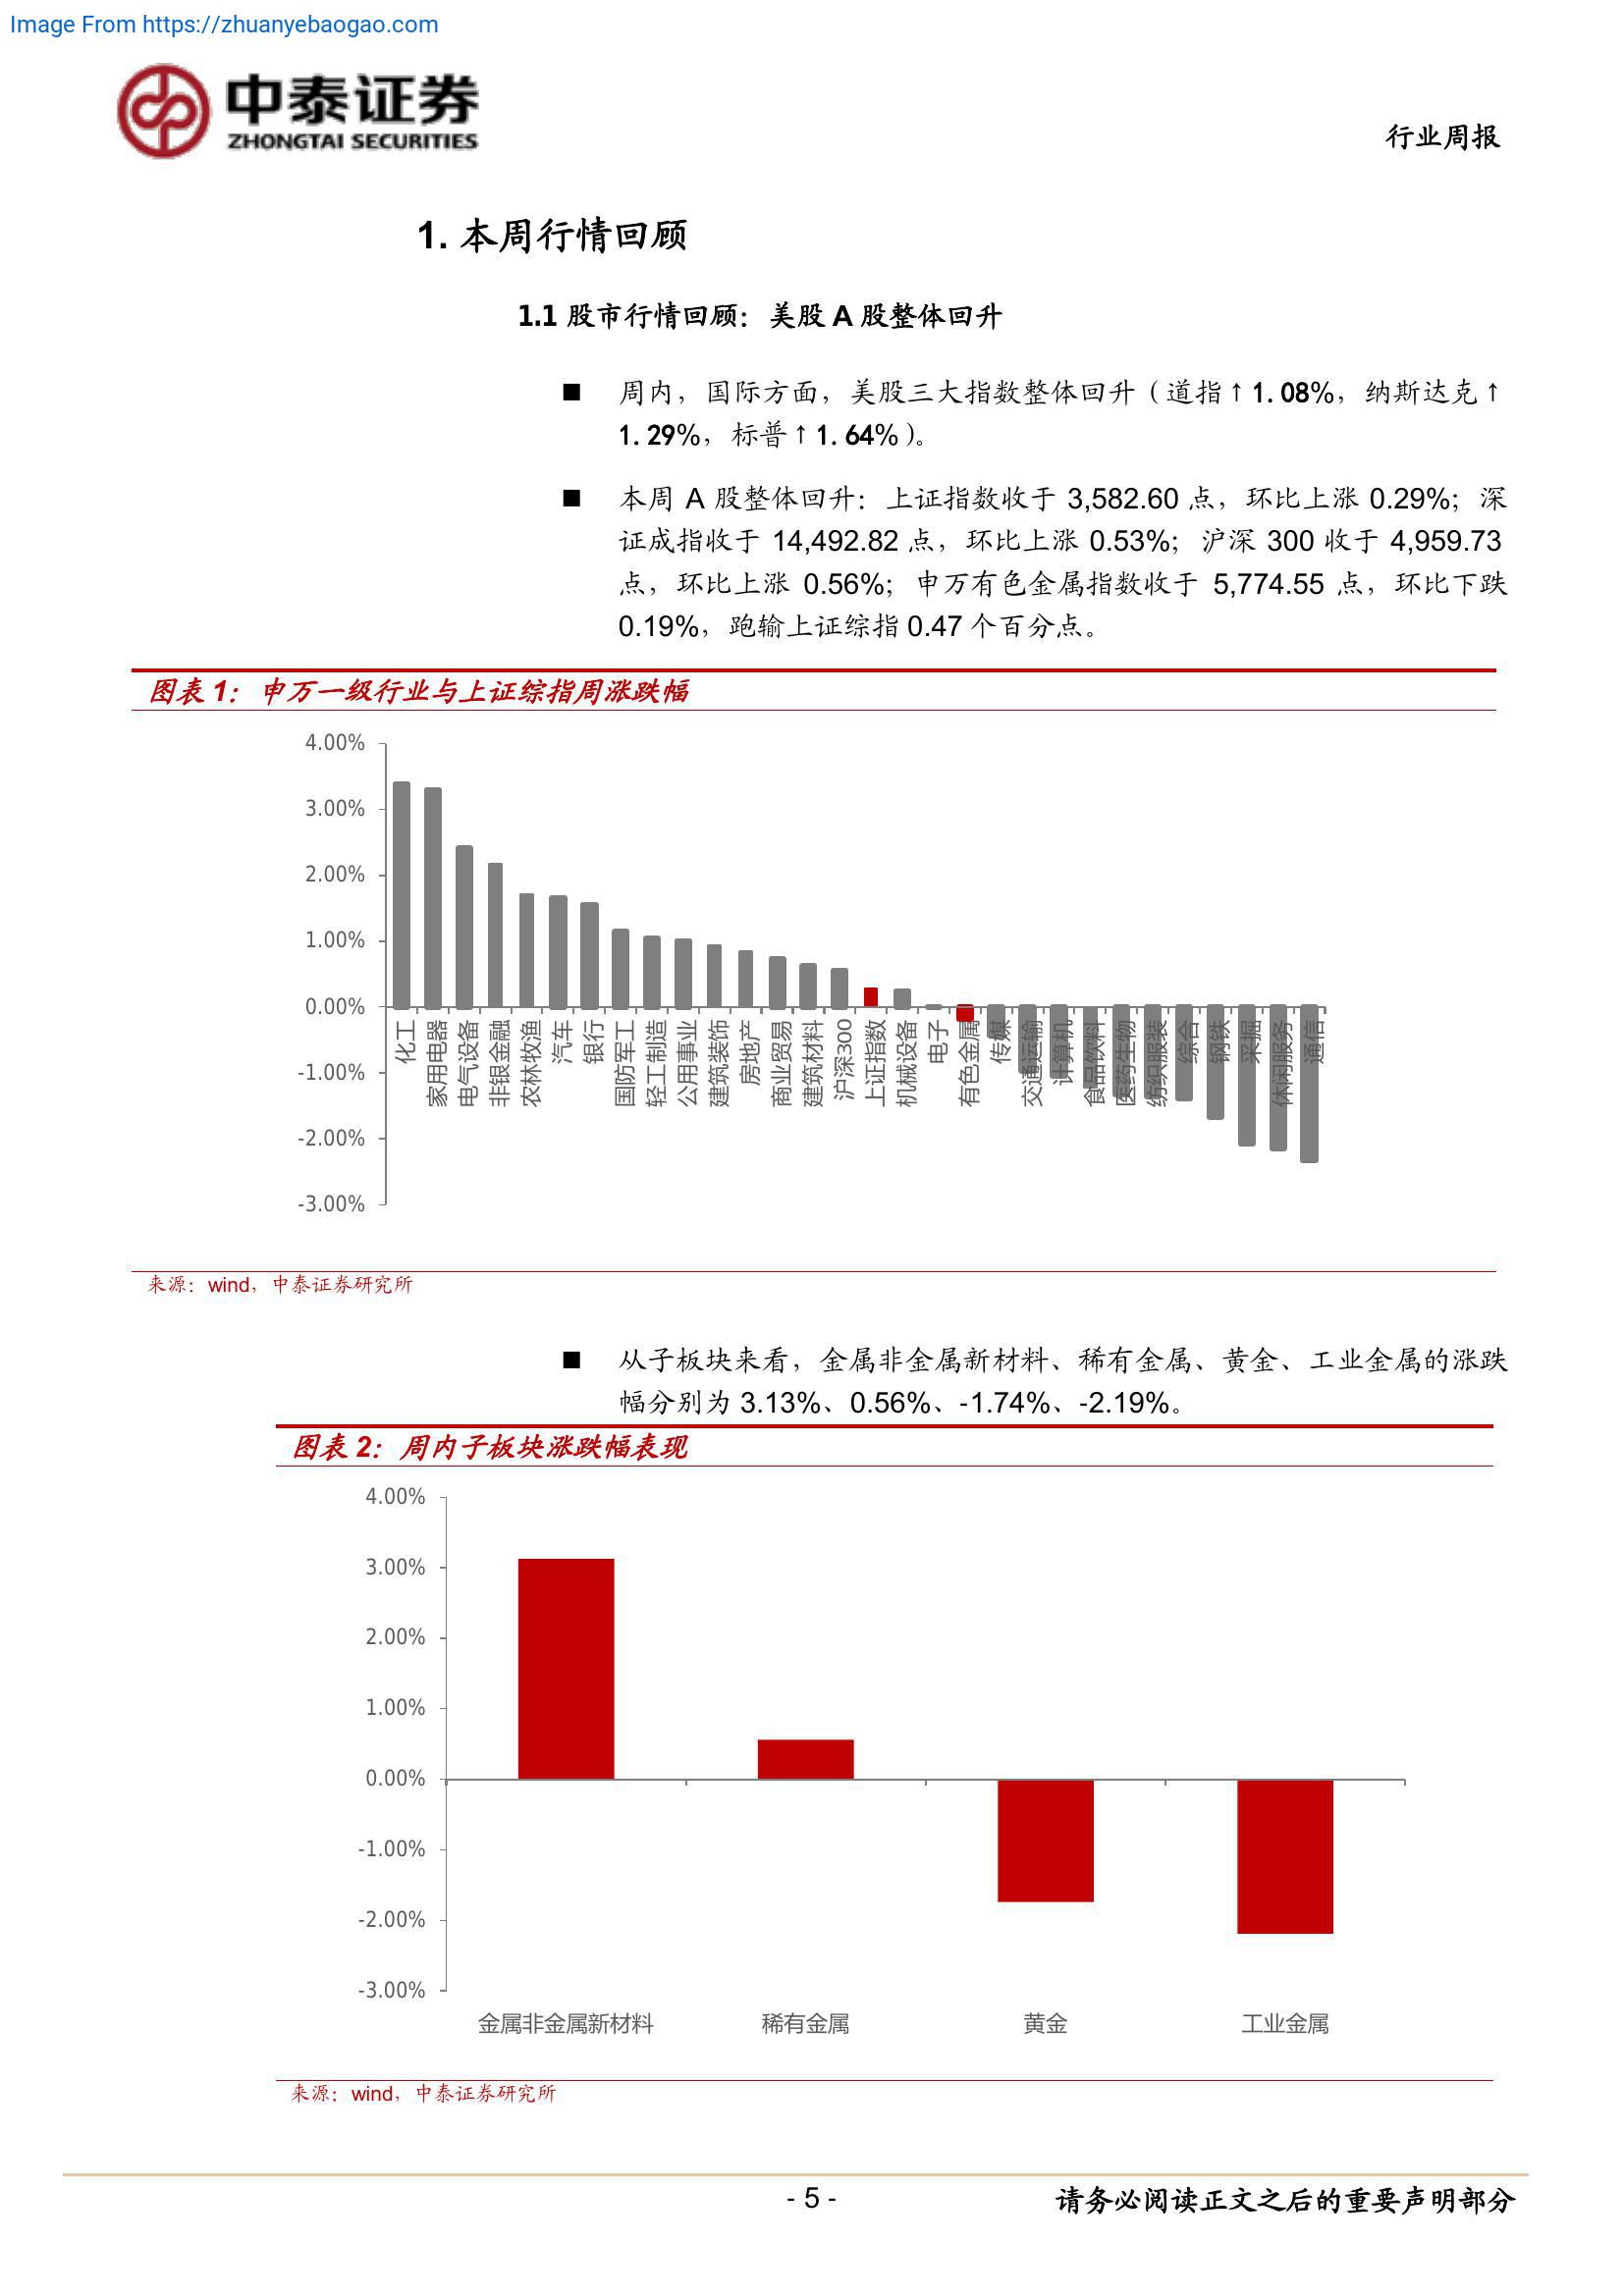 Image From https://zhuanyebaogao.com
中泰证券
ZHONGTAI SECURITIES
行业周报
1. 本周行情回顾
1.1 股市行情回顾：美股 A 股整体回升
■ 周内，国际方面，美股三大指数整体回升（道指↑1.08%，纳斯达克↑
1.29%，标普↑1.64%）。
■ 本周 A 股整体回升：上证指数收于 3,582.60 点，环比上涨 0.29%；深
证成指收于 14,492.82 点，环比上涨 0.53%；沪深 300 收于 4,959.73
点，环比上涨 0.56%；申万有色金属指数收于 5,774.55 点，环比下跌
0.19%，跑输上证综指 0.47 个百分点。
图表 1：申万一级行业与上证综指周涨跌幅
4.00%
3.00%
2.00%
1.00%
0.00%
-1.00%
-2.00%
-3.00%
化工
家用电器
电气设备
非银金融
农林牧渔
汽车
银行
国防军工
轻工制造
公用事业
建筑装饰
房地产
商业贸易
建筑材料
沪深300
上证指数
机械设备
电子
有色金属
传媒
交通运输
计算机
食品饮料
医药生物
纺织服装
综合
钢铁
采掘
休闲服务
通信
来源：wind，中泰证券研究所
■ 从子板块来看，金属非金属新材料、稀有金属、黄金、工业金属的涨跌
幅分别为 3.13%、0.56%、-1.74%、-2.19%。
图表 2：周内子板块涨跌幅表现
4.00%
3.00%
2.00%
1.00%
0.00%
-1.00%
-2.00%
-3.00%
金属非金属新材料
稀有金属
黄金
工业金属
来源：wind，中泰证券研究所
- 5 -
请务必阅读正文之后的重要声明部分